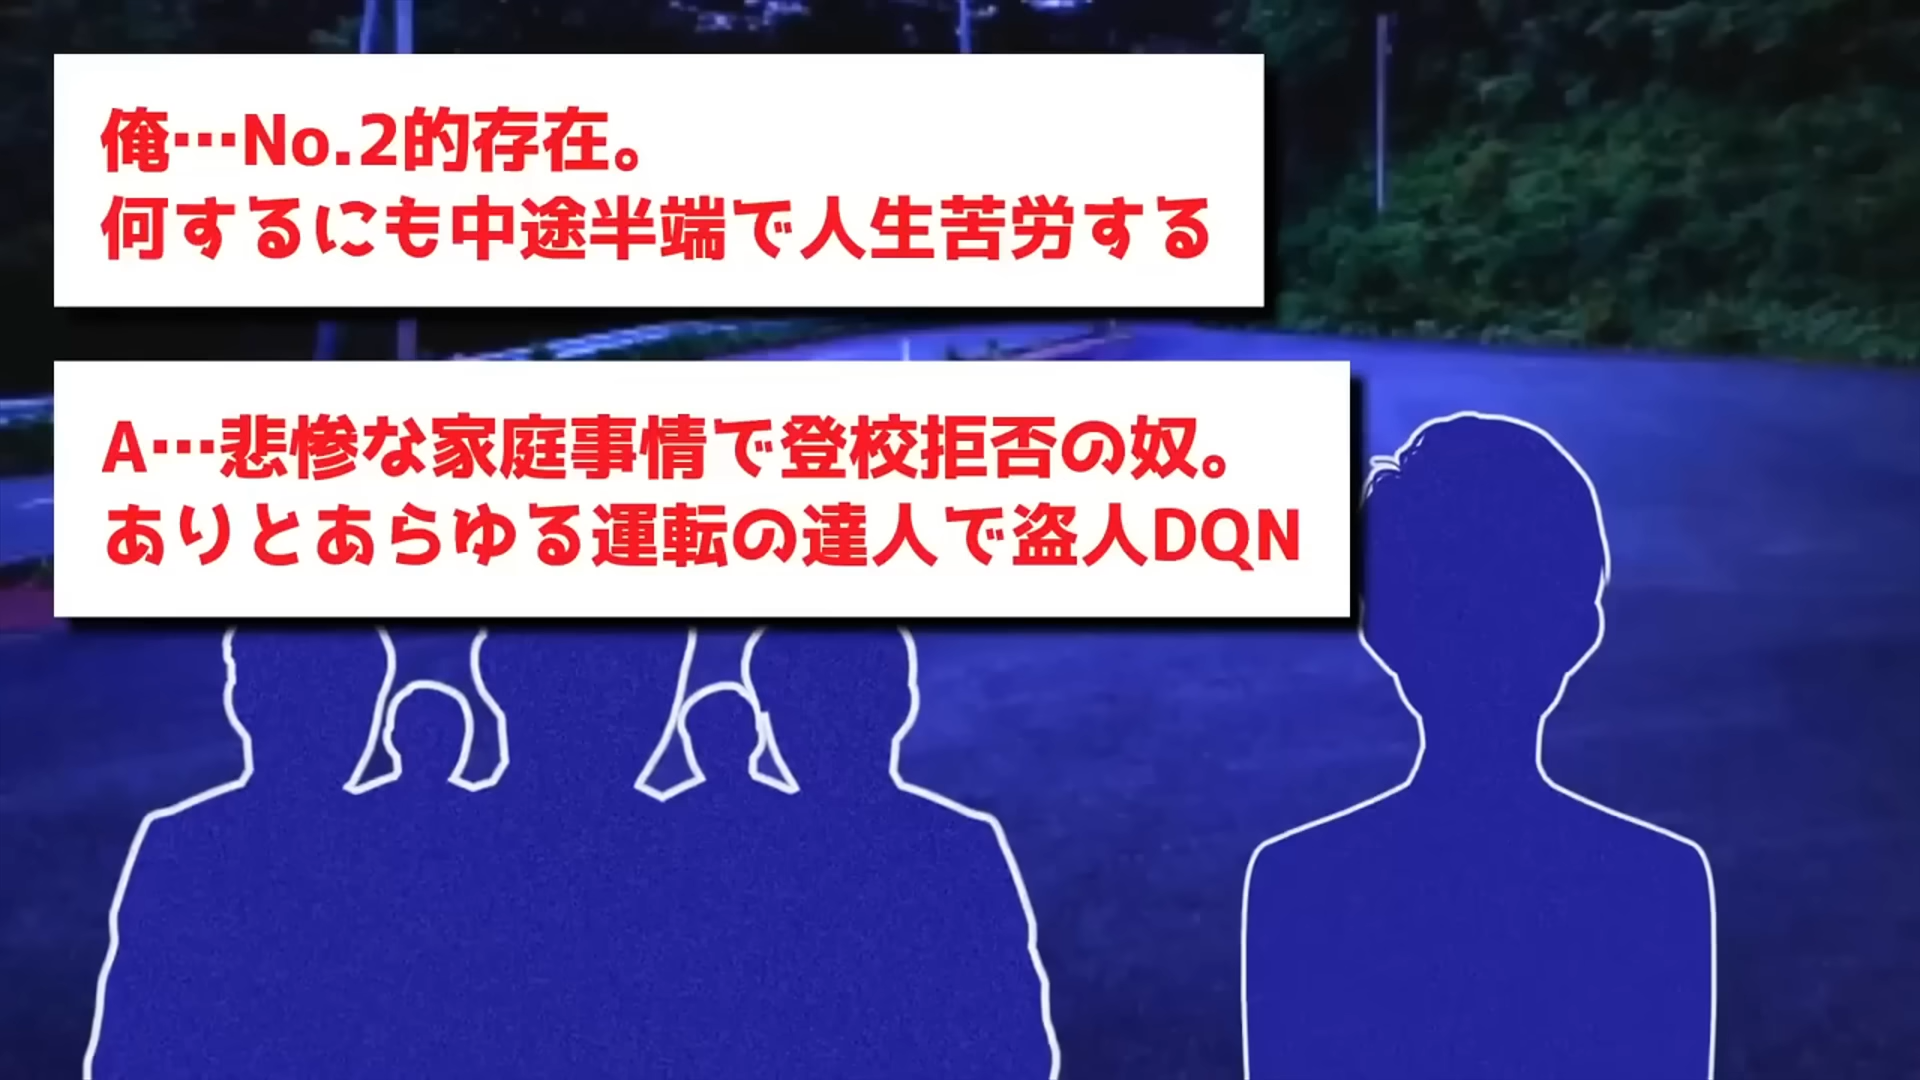 俺…No.2的存在。
何するにも中途半端で人生苦労する
A…悲惨な家庭事情で登校拒否の奴。
ありとあらゆる運転の達人で盗人DQN